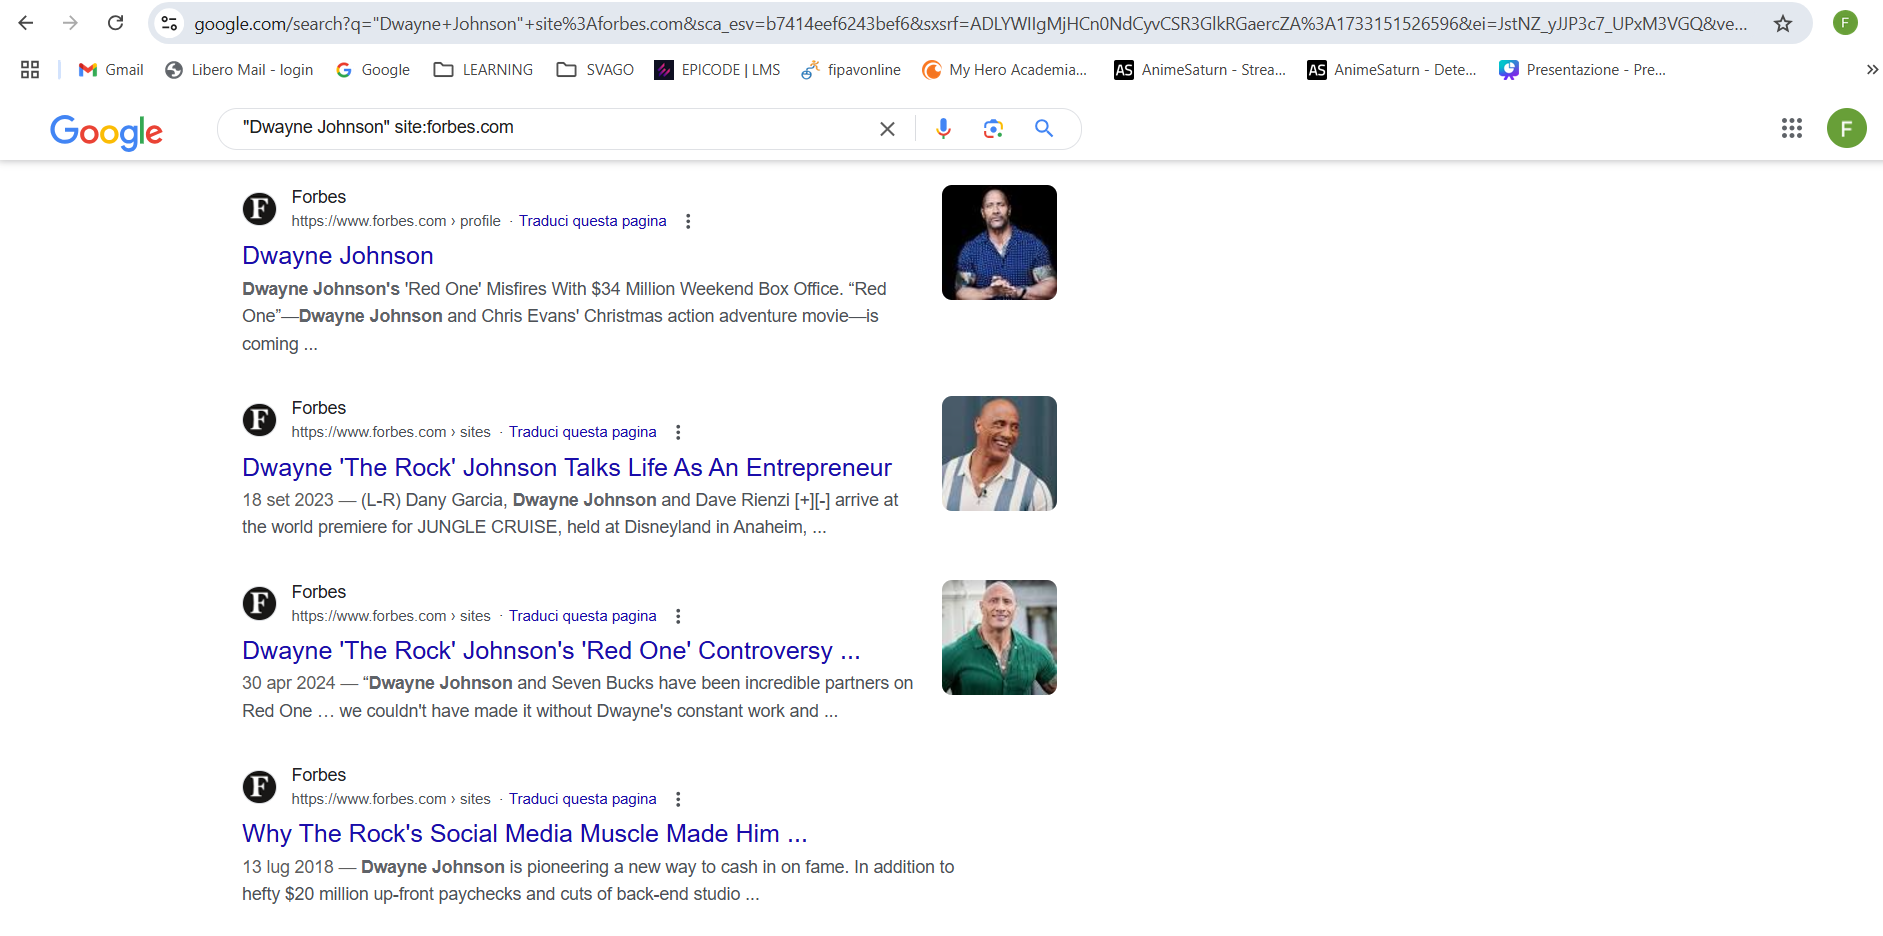 google.com/search?q="Dwayne+Johnson"+site%3Aforbes.com&sca_esv=b7414eef6243bef6&sxsrf=ADLYWIIgMjHCn0NdCyvCSR3GlkRGaercZA%3A1733151526596&ei=JstNZ_yJJP3c7_UPxM3VGQ&ve...
F
Gmail Libero Mail - login Google LEARNING SVAGO EPICODE | LMS fipavonline My Hero Academia... AS AnimeSaturn - Strea... AS AnimeSaturn - Dete... Presentazione - Pre...
Google "Dwayne Johnson" site:forbes.com F
F Forbes
https://www.forbes.com › profile · Traduci questa pagina
Dwayne Johnson
Dwayne Johnson's 'Red One' Misfires With $34 Million Weekend Box Office. “Red
One”—Dwayne Johnson and Chris Evans' Christmas action adventure movie—is
coming ...
F Forbes
https://www.forbes.com › sites · Traduci questa pagina
Dwayne 'The Rock' Johnson Talks Life As An Entrepreneur
18 set 2023 — (L-R) Dany Garcia, Dwayne Johnson and Dave Rienzi [+][-] arrive at
the world premiere for JUNGLE CRUISE, held at Disneyland in Anaheim, ...
F Forbes
https://www.forbes.com › sites · Traduci questa pagina
Dwayne 'The Rock' Johnson's 'Red One' Controversy ...
30 apr 2024 — “Dwayne Johnson and Seven Bucks have been incredible partners on
Red One … we couldn't have made it without Dwayne's constant work and ...
F Forbes
https://www.forbes.com › sites · Traduci questa pagina
Why The Rock's Social Media Muscle Made Him ...
13 lug 2018 — Dwayne Johnson is pioneering a new way to cash in on fame. In addition to
hefty $20 million up-front paychecks and cuts of back-end studio ...